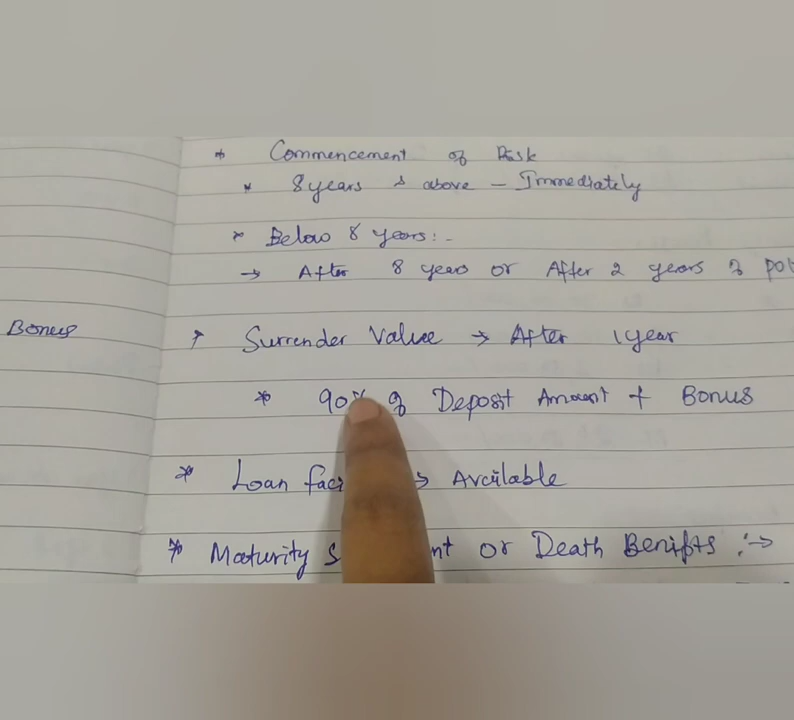 * Commencement of Risk
* 8 years & above - Immediately
* Below 8 years:-
→ After 8 years or After 2 years of
Bonus
* Surrender Value → After 1 year
* 90% of Deposit Amount + Bonus
* Loan → Available
* Maturity or Death Benifts :→